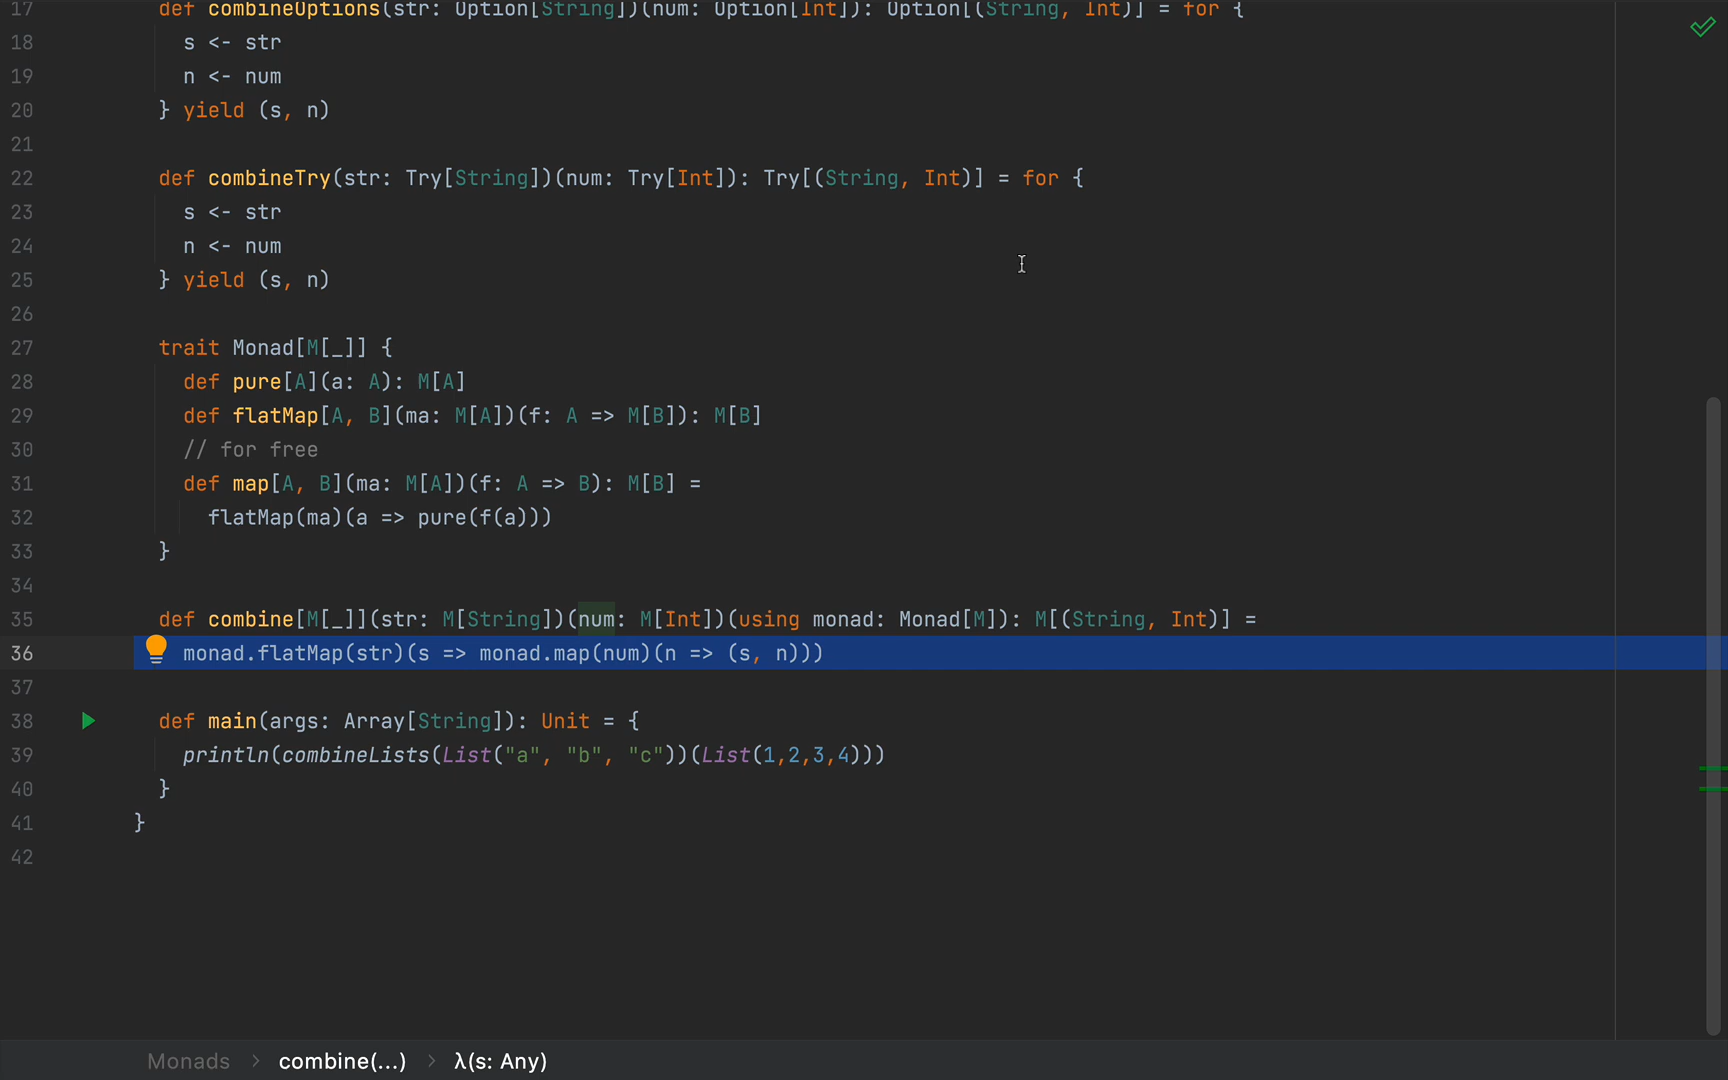 17 def combineOptions(str: Option[String])(num: Option[Int]): Option[(String, Int)] = for {
18 s <- str
19 n <- num
20 } yield (s, n)
21
22 def combineTry(str: Try[String])(num: Try[Int]): Try[(String, Int)] = for {
23 s <- str
24 n <- num
25 } yield (s, n)
26
27 trait Monad[M[_]] {
28 def pure[A](a: A): M[A]
29 def flatMap[A, B](ma: M[A])(f: A => M[B]): M[B]
30 // for free
31 def map[A, B](ma: M[A])(f: A => B): M[B] =
32 flatMap(ma)(a => pure(f(a)))
33 }
34
35 def combine[M[_]](str: M[String])(num: M[Int])(using monad: Monad[M]): M[(String, Int)] =
36 monad.flatMap(str)(s => monad.map(num)(n => (s, n)))
37
38 def main(args: Array[String]): Unit = {
39 println(combineLists(List("a", "b", "c"))(List(1,2,3,4)))
40 }
41 }
42
Monads > combine(...) > λ(s: Any)